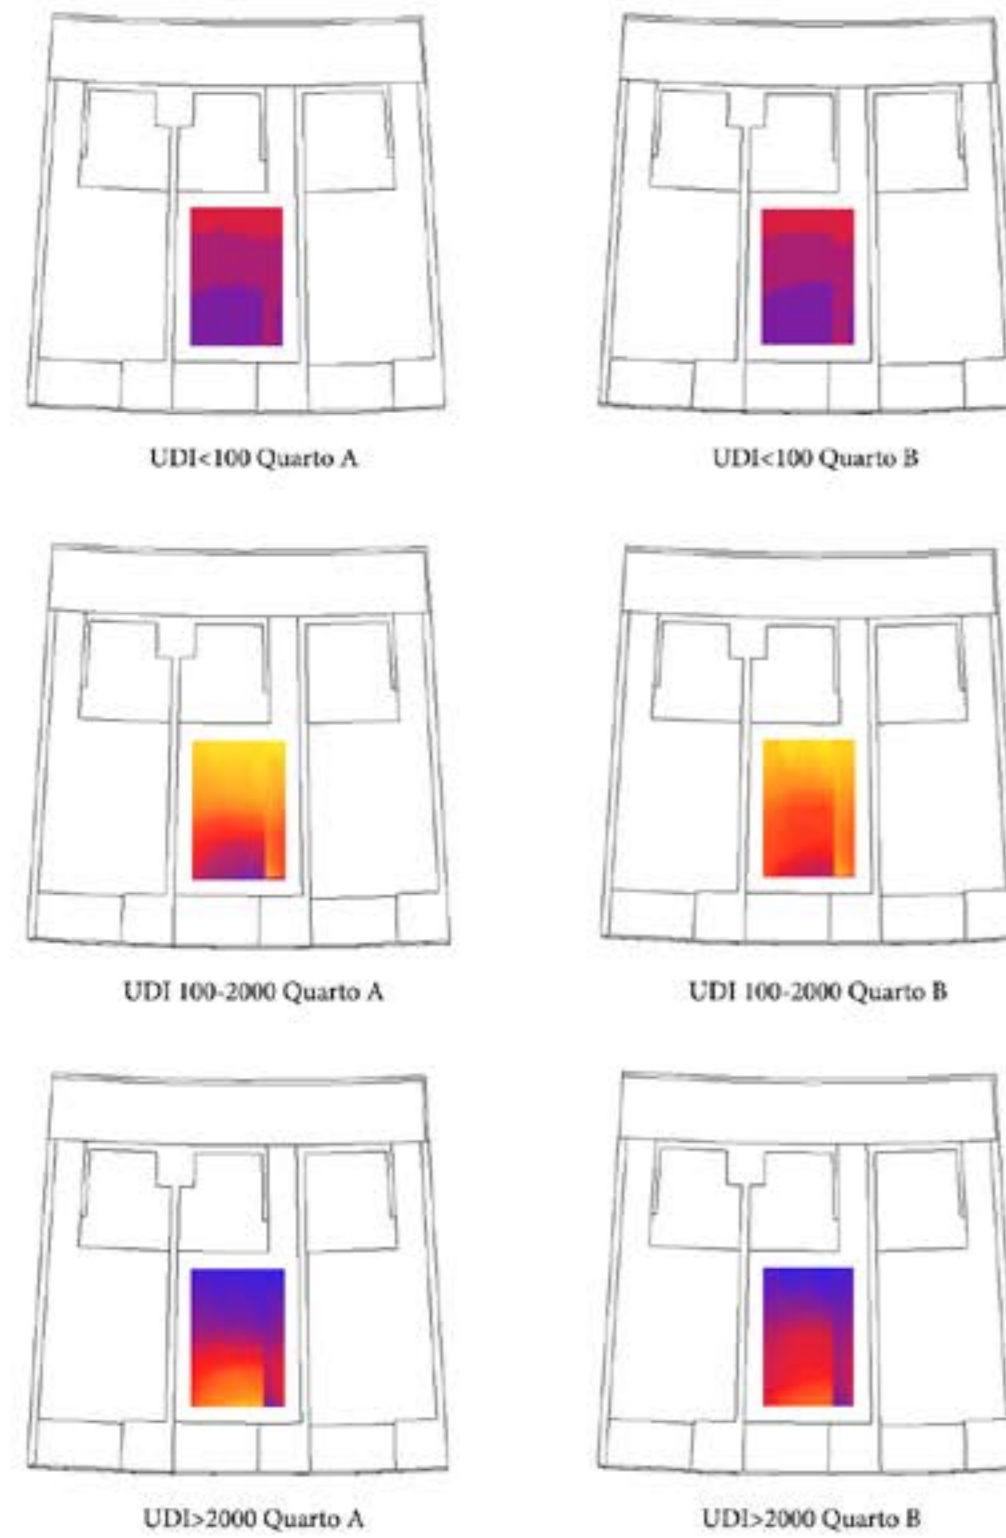 UDI<100 Quarto A
UDI<100 Quarto B
UDI 100-2000 Quarto A
UDI 100-2000 Quarto B
UDI>2000 Quarto A
UDI>2000 Quarto B